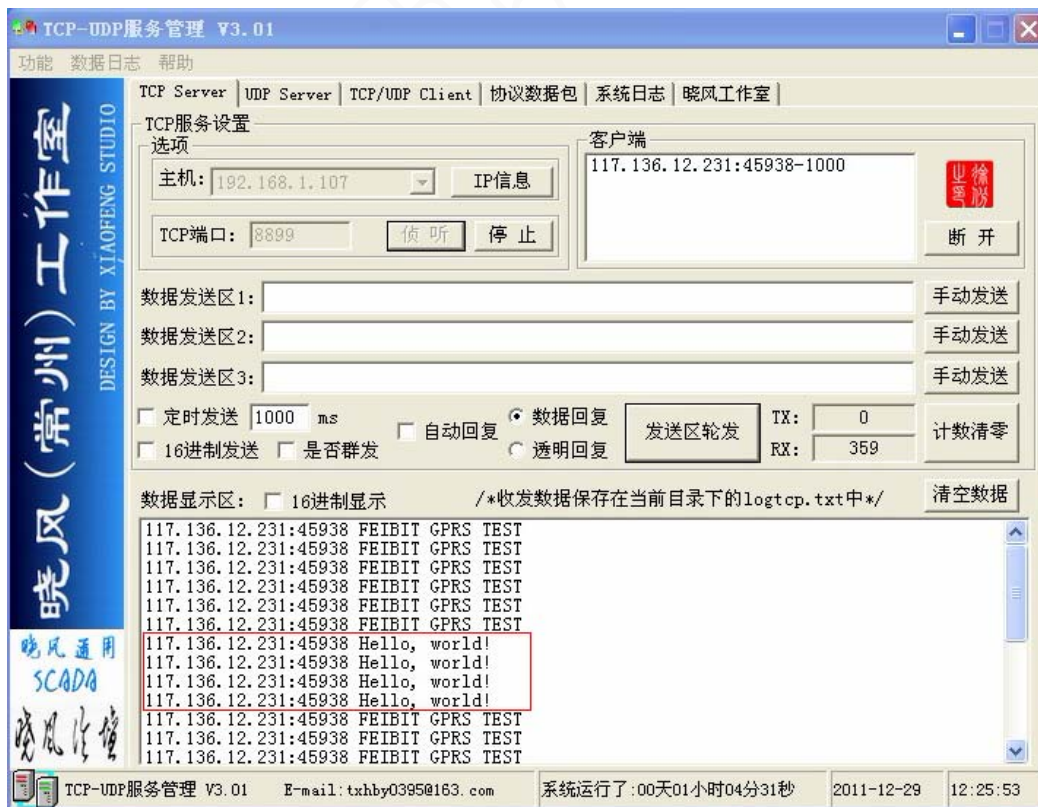 TCP-UDP服务管理 V3.01
功能 数据日志 帮助
晓风(常州)工作室
DESIGN BY XIAOFENG STUDIO
晓风通用
SCADA
晓风论坛
TCP Server UDP Server TCP/UDP Client 协议数据包 系统日志 晓风工作室
TCP服务设置
选项
主机: 192.168.1.107 IP信息
TCP端口: 8899 侦听 停止
客户端
117.136.12.231:45938-1000
断开
数据发送区1: 手动发送
数据发送区2: 手动发送
数据发送区3: 手动发送
定时发送 1000 ms
16进制发送 是否群发
自动回复
数据回复
透明回复
发送区轮发
TX: 0
RX: 359
计数清零
数据显示区: 16进制显示 /*收发数据保存在当前目录下的logtcp.txt中*/ 清空数据
117.136.12.231:45938 FEIBIT GPRS TEST
117.136.12.231:45938 FEIBIT GPRS TEST
117.136.12.231:45938 FEIBIT GPRS TEST
117.136.12.231:45938 FEIBIT GPRS TEST
117.136.12.231:45938 FEIBIT GPRS TEST
117.136.12.231:45938 FEIBIT GPRS TEST
117.136.12.231:45938 Hello, world!
117.136.12.231:45938 Hello, world!
117.136.12.231:45938 Hello, world!
117.136.12.231:45938 Hello, world!
117.136.12.231:45938 FEIBIT GPRS TEST
117.136.12.231:45938 FEIBIT GPRS TEST
117.136.12.231:45938 FEIBIT GPRS TEST
TCP-UDP服务管理 V3.01 E-mail:txhby0395@163.com 系统运行了:00天01小时04分31秒 2011-12-29 12:25:53